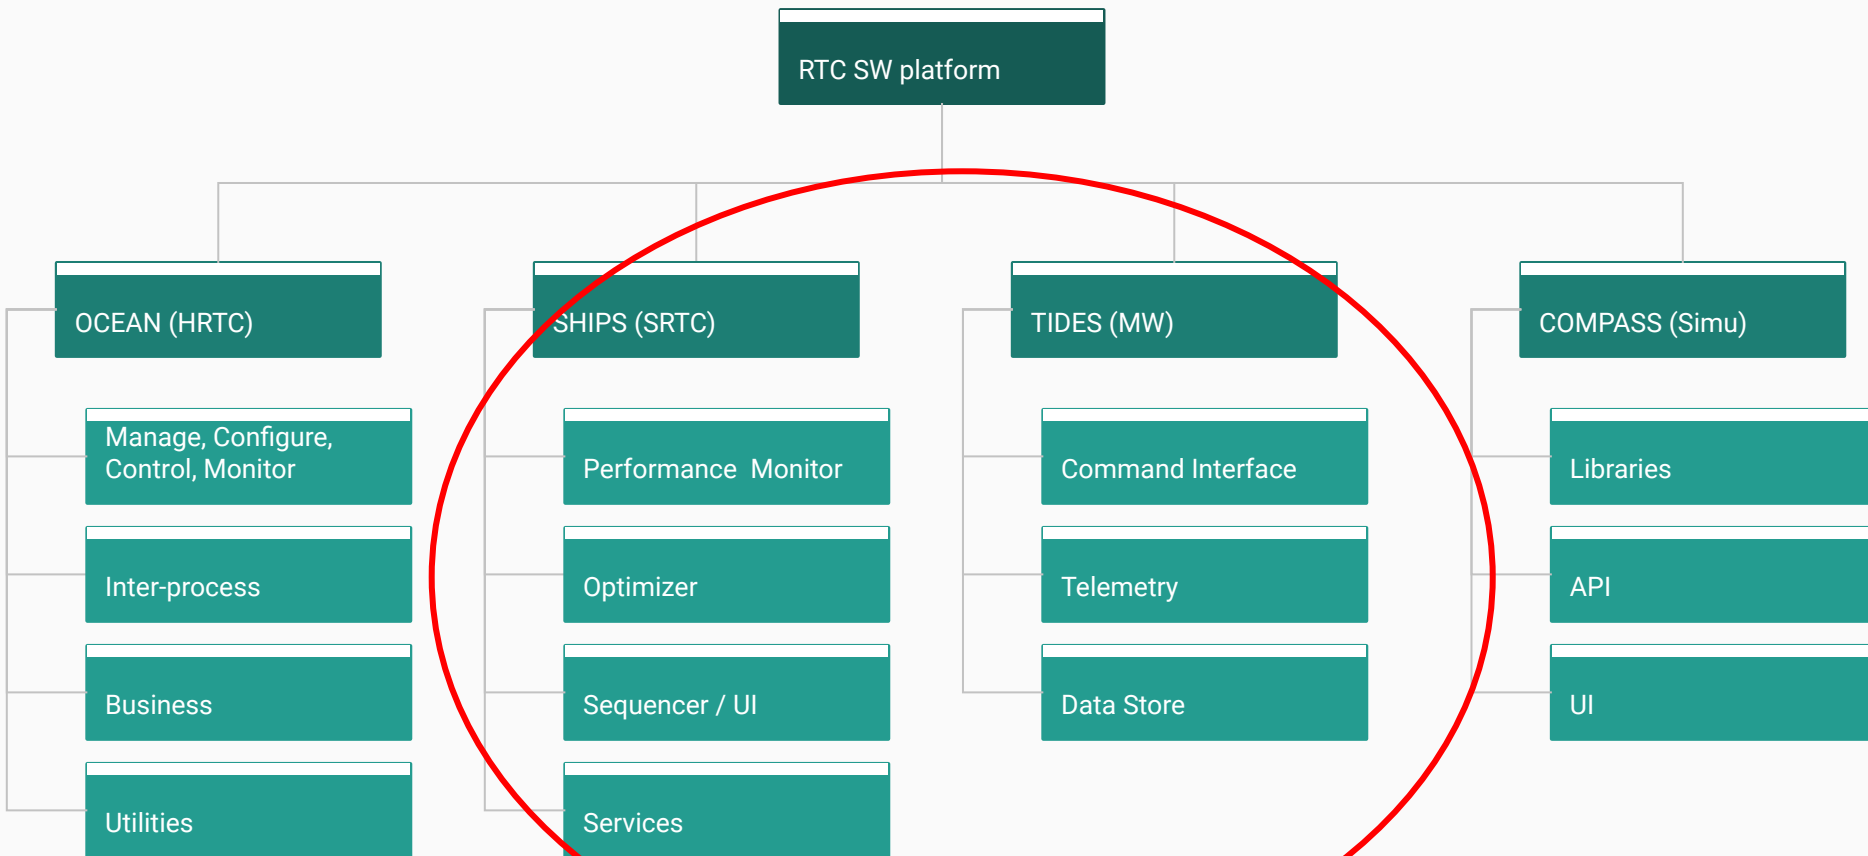 RTC SW platform
OCEAN (HRTC)
SHIPS (SRTC)
TIDES (MW)
COMPASS (Simu)
Manage, Configure,
Control, Monitor
Performance  Monitor
Command Interface
Libraries
Inter-process
Optimizer
Telemetry
API
Business
Sequencer / UI
Data Store
UI
Utilities
Services